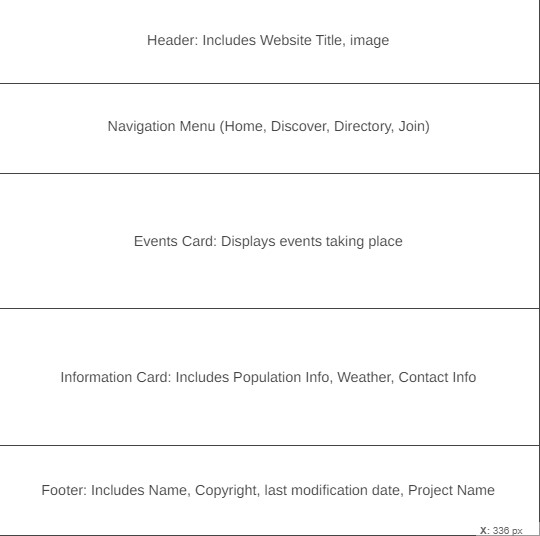 Header: Includes Website Title, image
Navigation Menu (Home, Discover, Directory, Join)
Events Card: Displays events taking place
Information Card: Includes Population Info, Weather, Contact Info
Footer: Includes Name, Copyright, last modification date, Project Name
X: 336 px